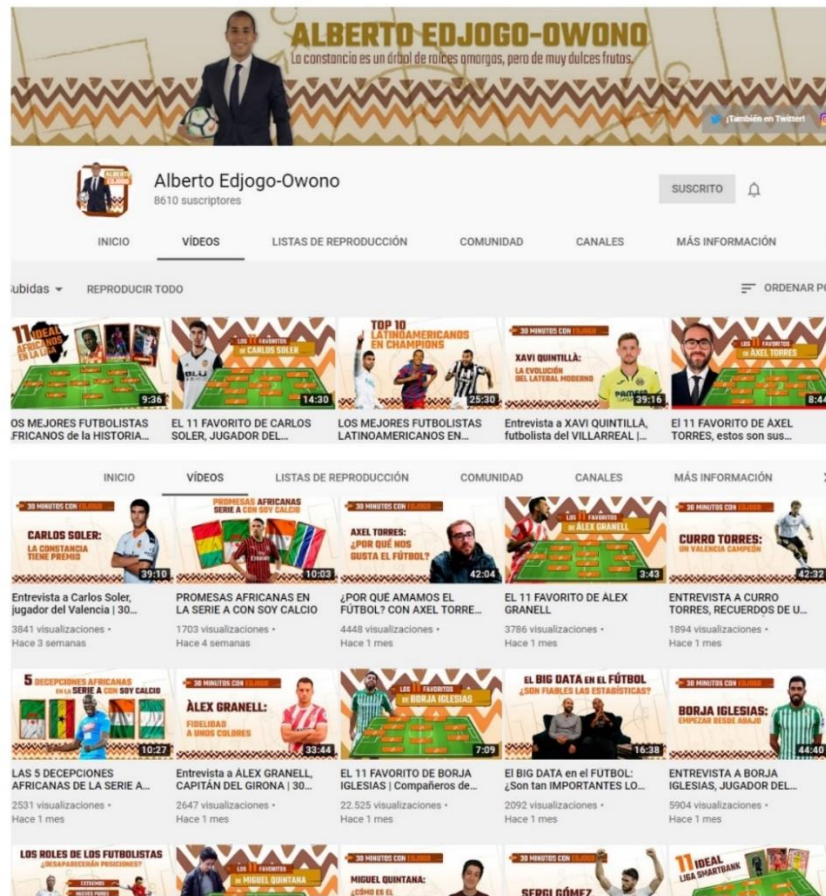 ALBERTO EDJOGO-OWONO
La constancia es un árbol de raíces amargas, pero de muy dulces frutos.
¡También en Twitter!
ALBERTO
EDJOGO
Alberto Edjogo-Owono
8610 suscriptores
SUSCRITO
INICIO VÍDEOS LISTAS DE REPRODUCCIÓN COMUNIDAD CANALES MÁS INFORMACIÓN
ubidas REPRODUCIR TODO ORDENAR PO
11 IDEAL
AFRICANOS
EN LA LIGA
9:36
LOS 11 FAVORITOS
DE CARLOS SOLER
14:30
TOP 10
LATINOAMERICANOS
EN CHAMPIONS
25:30
30 MINUTOS CON EDJOGO
XAVI QUINTILLÀ:
LA EVOLUCIÓN
DEL LATERAL MODERNO
39:16
LOS 11 FAVORITOS
DE AXEL TORRES
8:44
OS MEJORES FUTBOLISTAS
FRICANOS de la HISTORIA...
EL 11 FAVORITO DE CARLOS
SOLER, JUGADOR DEL...
LOS MEJORES FUTBOLISTAS
LATINOAMERICANOS EN...
Entrevista a XAVI QUINTILLÀ,
futbolista del VILLARREAL |...
El 11 FAVORITO DE ÁXEL
TORRES, estos son sus...
INICIO VÍDEOS LISTAS DE REPRODUCCIÓN COMUNIDAD CANALES MÁS INFORMACIÓN
30 MINUTOS CON EDJOGO
CARLOS SOLER:
LA CONSTANCIA
TIENE PREMIO
39:10
PROMESAS AFRICANAS
SERIE A CON SOY CALCIO
10:03
30 MINUTOS CON EDJOGO
AXEL TORRES:
¿POR QUÉ NOS
GUSTA EL FÚTBOL?
42:04
LOS 11 FAVORITOS
DE ÀLEX GRANELL
3:43
30 MINUTOS CON EDJOGO
CURRO TORRES:
UN VALENCIA CAMPEÓN
42:32
Entrevista a Carlos Soler,
jugador del Valencia | 30...
3841 visualizaciones •
Hace 3 semanas
PROMESAS AFRICANAS EN
LA SERIE A CON SOY CALCIO
1703 visualizaciones •
Hace 4 semanas
¿POR QUÉ AMAMOS EL
FÚTBOL? CON AXEL TORRE...
4448 visualizaciones •
Hace 1 mes
EL 11 FAVORITO DE ÀLEX
GRANELL
3786 visualizaciones •
Hace 1 mes
ENTREVISTA A CURRO
TORRES, RECUERDOS DE U...
1894 visualizaciones •
Hace 1 mes
5 DECEPCIONES AFRICANAS
EN LA SERIE A CON SOY CALCIO
10:27
30 MINUTOS CON EDJOGO
ÀLEX GRANELL:
FIDELIDAD
A UNOS COLORES
33:44
LOS 11 FAVORITOS
DE BORJA IGLESIAS
7:09
EL BIG DATA EN EL FÚTBOL
¿SON FIABLES LAS ESTADÍSTICAS?
16:38
30 MINUTOS CON EDJOGO
BORJA IGLESIAS:
EMPEZAR DESDE ABAJO
44:40
LAS 5 DECEPCIONES
AFRICANAS DE LA SERIE A...
2531 visualizaciones •
Hace 1 mes
Entrevista a ÀLEX GRANELL,
CAPITÁN DEL GIRONA | 30...
2647 visualizaciones •
Hace 1 mes
EL 11 FAVORITO DE BORJA
IGLESIAS | Compañeros de...
22.525 visualizaciones •
Hace 1 mes
El BIG DATA en el FÚTBOL:
¿Son tan IMPORTANTES LO...
2092 visualizaciones •
Hace 1 mes
ENTREVISTA A BORJA
IGLESIAS, JUGADOR DEL...
5904 visualizaciones •
Hace 1 mes
LOS ROLES DE LOS FUTBOLISTAS
¿DESAPARECERÁN POSICIONES?
EXTREMOS
LOS 11 FAVORITOS
DE MIGUEL QUINTANA
30 MINUTOS CON EDJOGO
MIGUEL QUINTANA:
¿CÓMO ES EL
30 MINUTOS CON EDJOGO
SERGI GÓMEZ
11 IDEAL
LIGA SMARTBANK